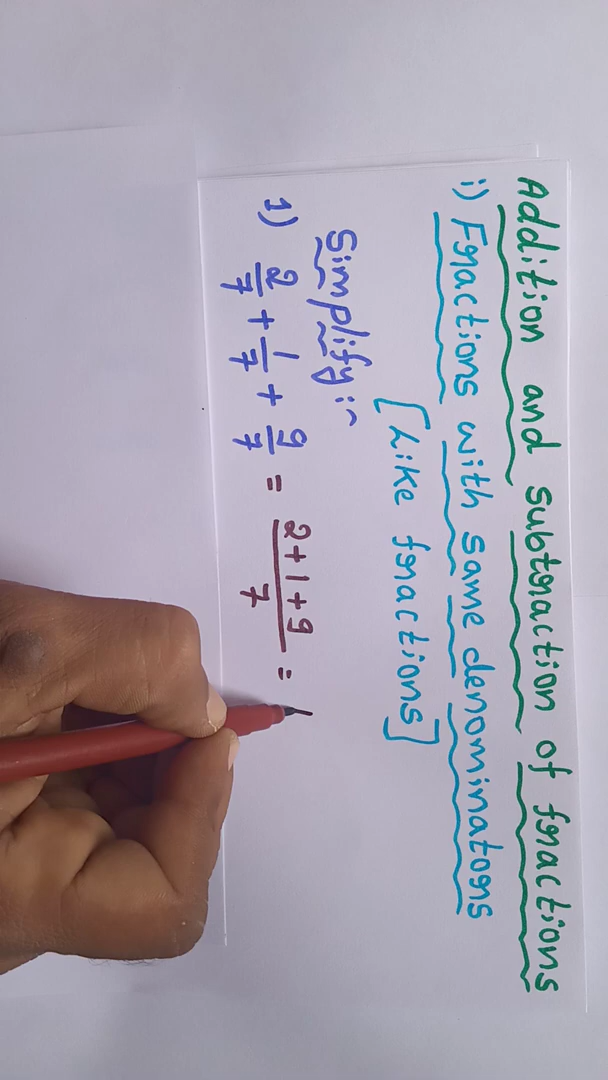 Addition and subtraction of fractions
i) Fractions with same denominators
[Like fractions]
Simplify:-
1) 2/7 + 1/7 + 9/7 = 2+1+9/7 =